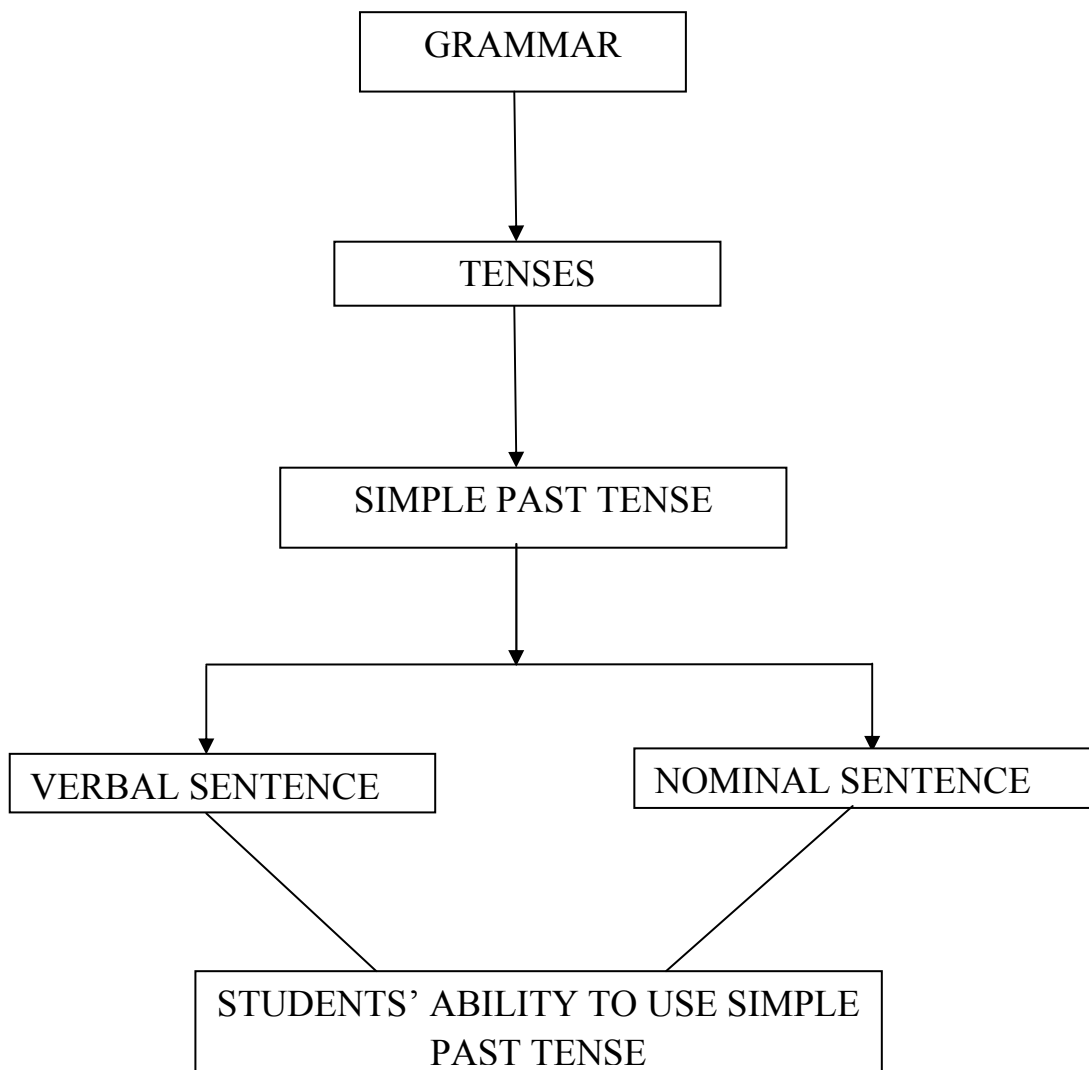 GRAMMAR
TENSES
SIMPLE PAST TENSE
VERBAL SENTENCE
NOMINAL SENTENCE
STUDENTS’ ABILITY TO USE SIMPLE
PAST TENSE